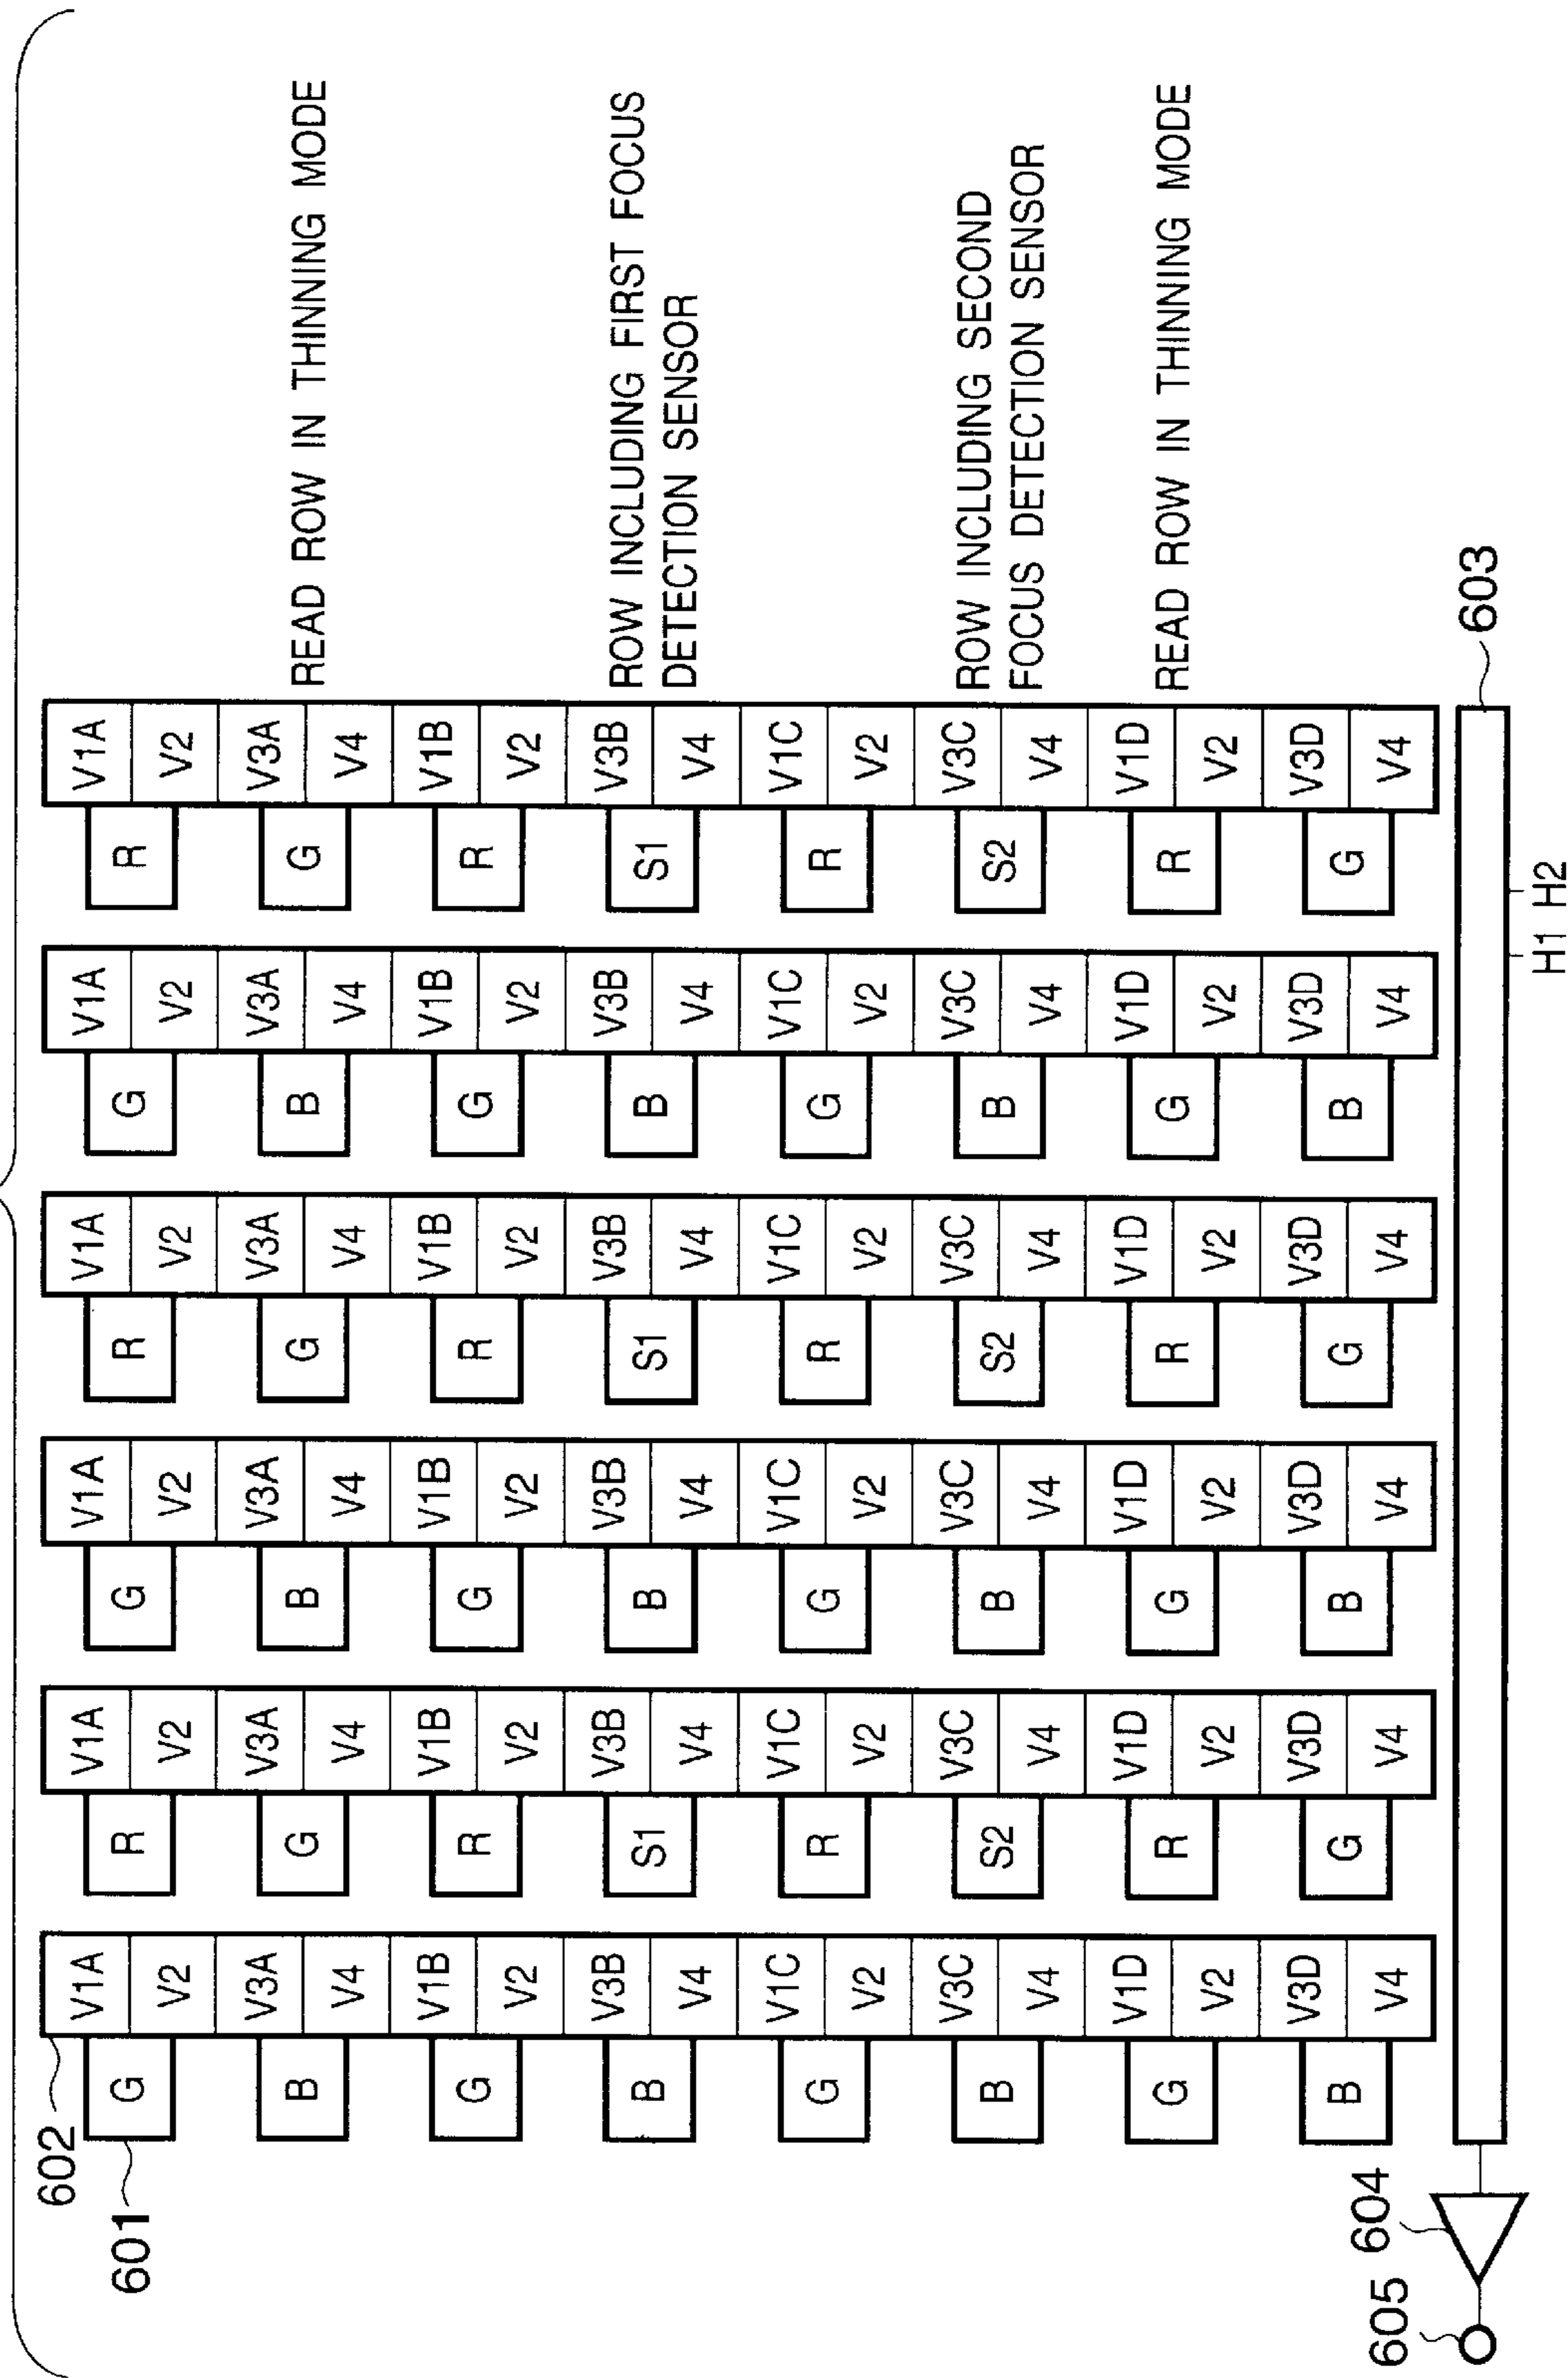 602 V1A V1A V1A V1A V1A V1A
601 G R G R G R
V2 V2 V2 V2 V2 V2
V3A V3A V3A V3A V3A V3A
B G B G B G READ ROW IN THINNING MODE
V4 V4 V4 V4 V4 V4
V1B V1B V1B V1B V1B V1B
G R G R G R
V2 V2 V2 V2 V2 V2
V3B V3B V3B V3B V3B V3B ROW INCLUDING FIRST FOCUS
B S1 B S1 B S1
V4 V4 V4 V4 V4 V4 DETECTION SENSOR
V1C V1C V1C V1C V1C V1C
G R G R G R
V2 V2 V2 V2 V2 V2
V3C V3C V3C V3C V3C V3C ROW INCLUDING SECOND
B S2 B S2 B S2
V4 V4 V4 V4 V4 V4 FOCUS DETECTION SENSOR
V1D V1D V1D V1D V1D V1D
G R G R G R READ ROW IN THINNING MODE
V2 V2 V2 V2 V2 V2
V3D V3D V3D V3D V3D V3D
B G B G B G
V4 V4 V4 V4 V4 V4
605 604 603
H1 H2